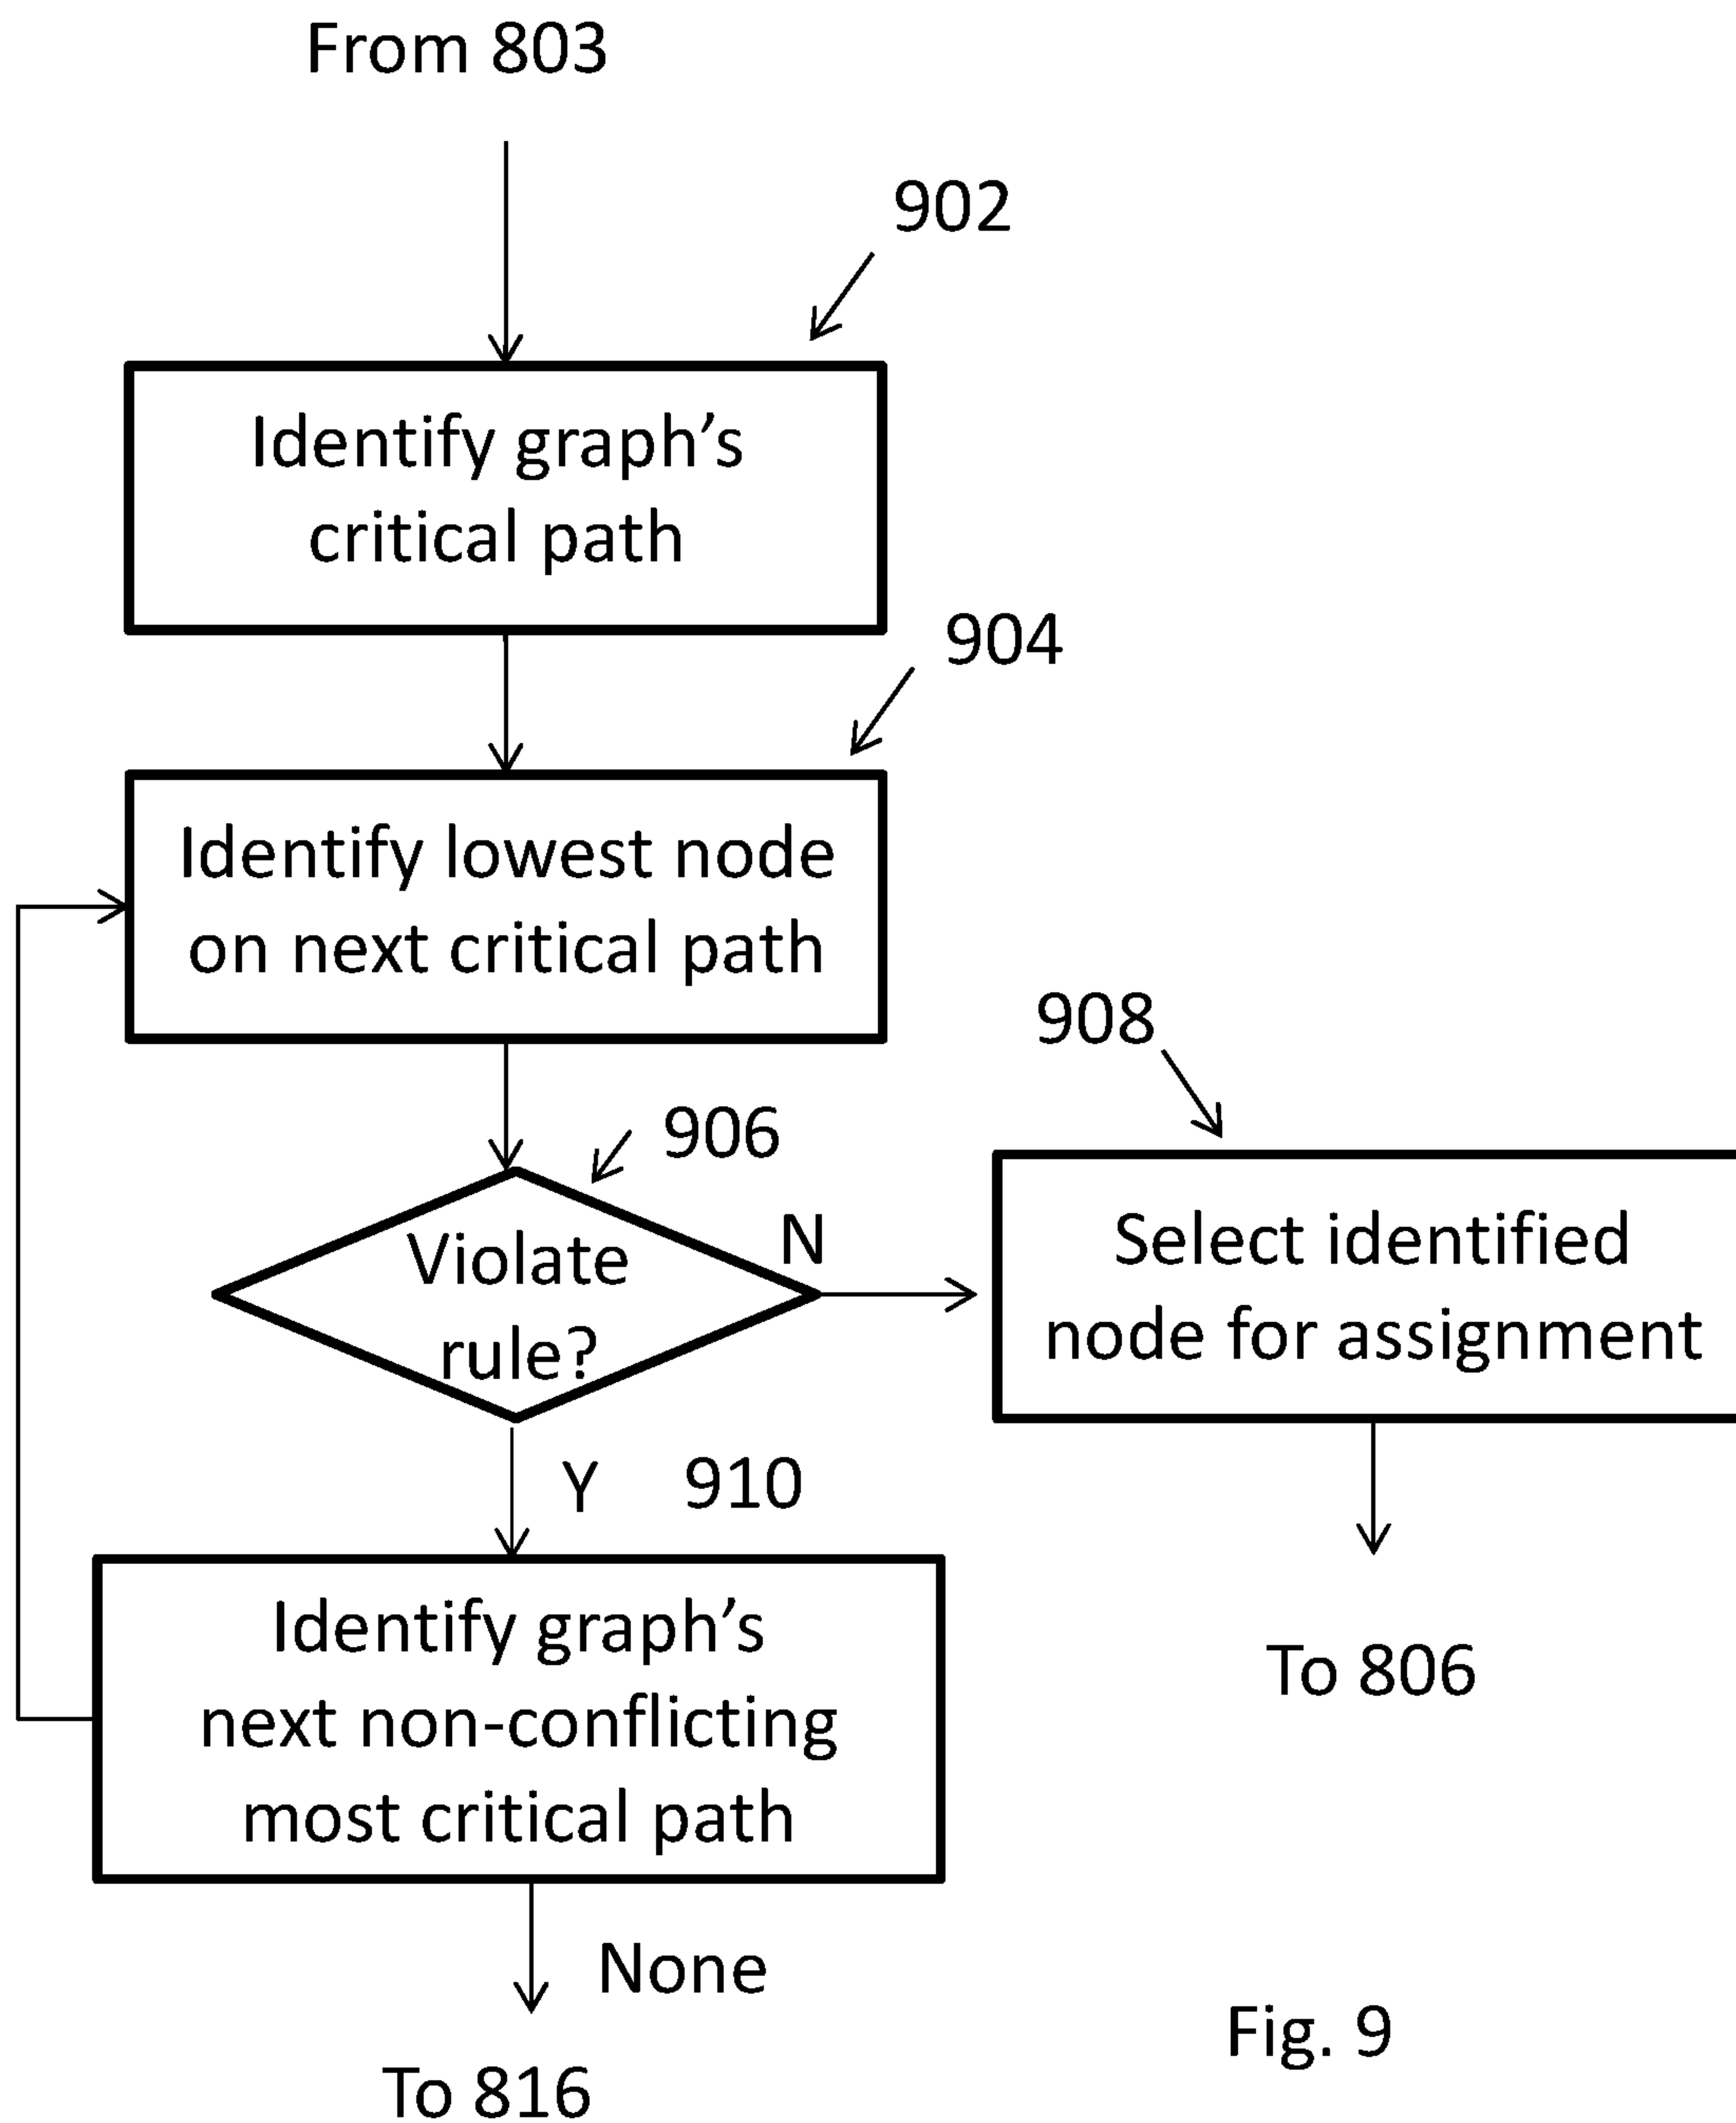 From 803
902
Identify graph’s
critical path
904
Identify lowest node
on next critical path
908
906
Violate
rule?
N
Select identified
node for assignment
Y
910
Identify graph’s
next non-conflicting
most critical path
To 806
None
Fig. 9
To 816